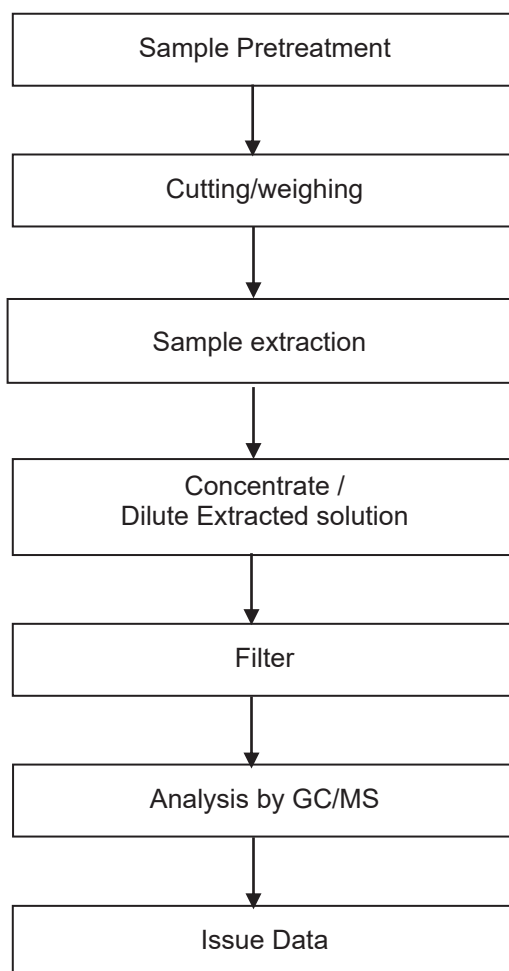 Sample Pretreatment
Cutting/weighing
Sample extraction
Concentrate /
Dilute Extracted solution
Filter
Analysis by GC/MS
Issue Data